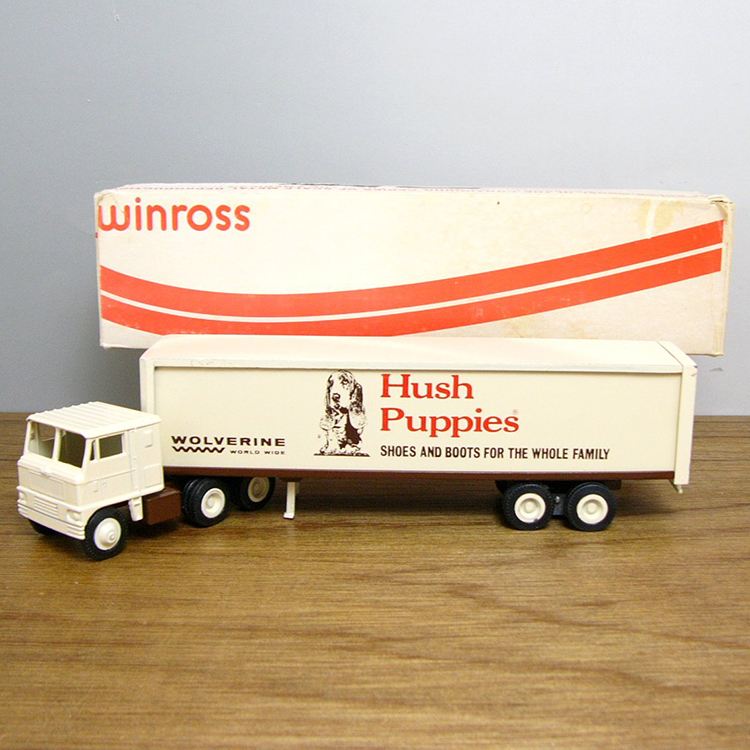 winross
Hush
Puppies®
WOLVERINE
WORLD WIDE
SHOES AND BOOTS FOR THE WHOLE FAMILY